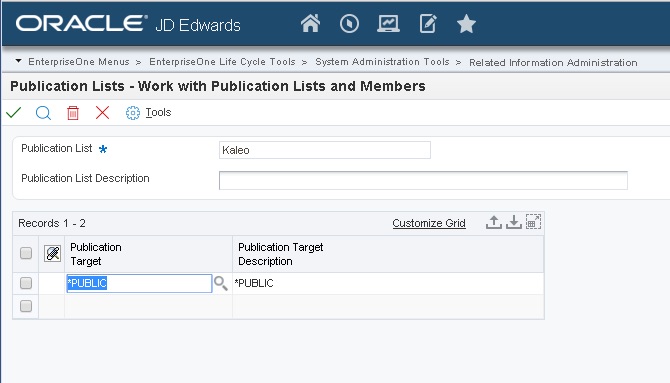 ORACLE JD Edwards
EnterpriseOne Menus > EnterpriseOne Life Cycle Tools > System Administration Tools > Related Information Administration
Publication Lists - Work with Publication Lists and Members
Tools
Publication List * Kaleo
Publication List Description
Records 1 - 2 Customize Grid
Publication Target Publication Target Description
*PUBLIC *PUBLIC